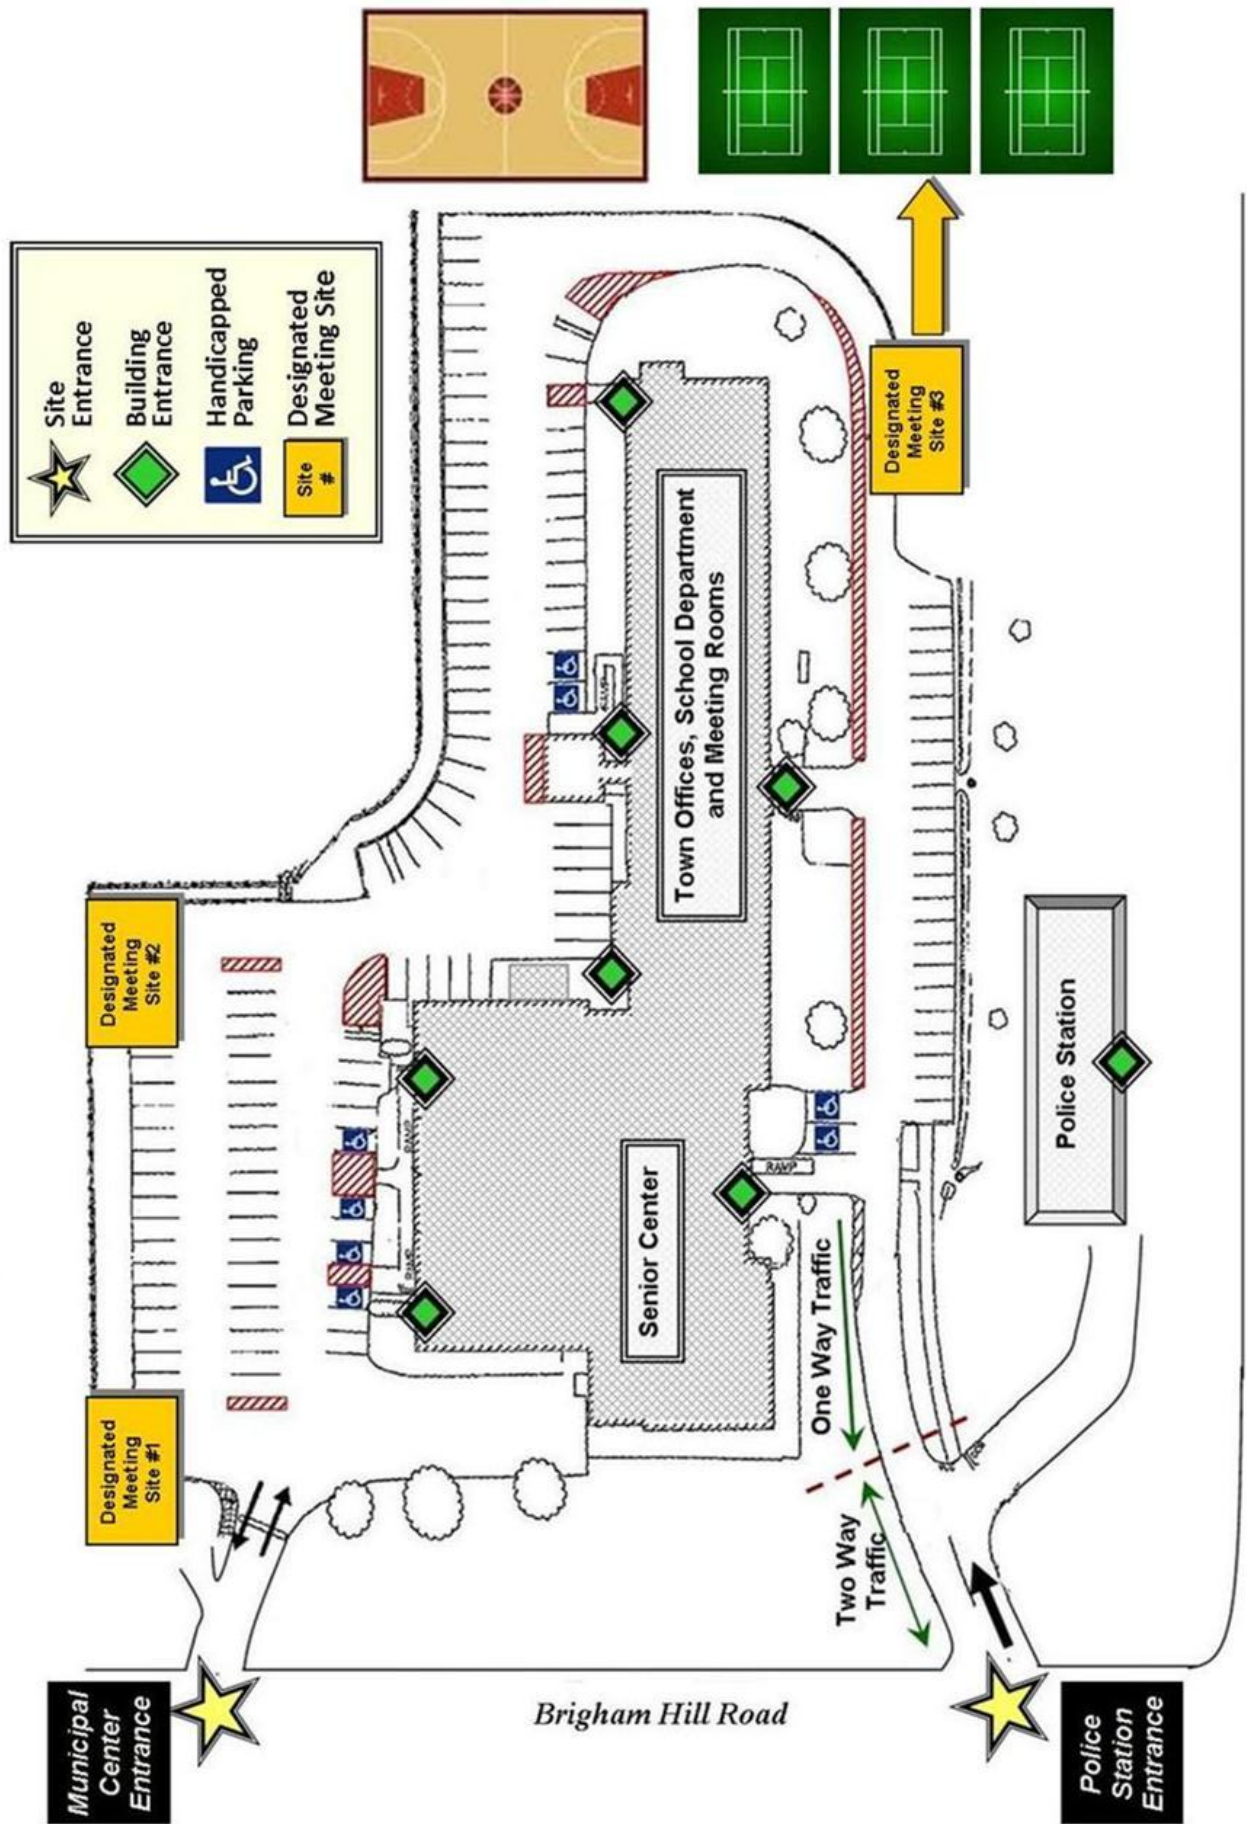 Site
Entrance
Building
Entrance
Handicapped
Parking
Site
#
Designated
Meeting Site
Designated
Meeting
Site #1
Designated
Meeting
Site #2
Designated
Meeting
Site #3
Town Offices, School Department
and Meeting Rooms
Senior Center
RAMP
RAMP
RAMP
RAMP
Police Station
One Way Traffic
Two Way
Traffic
Municipal
Center
Entrance
Brigham Hill Road
Police
Station
Entrance